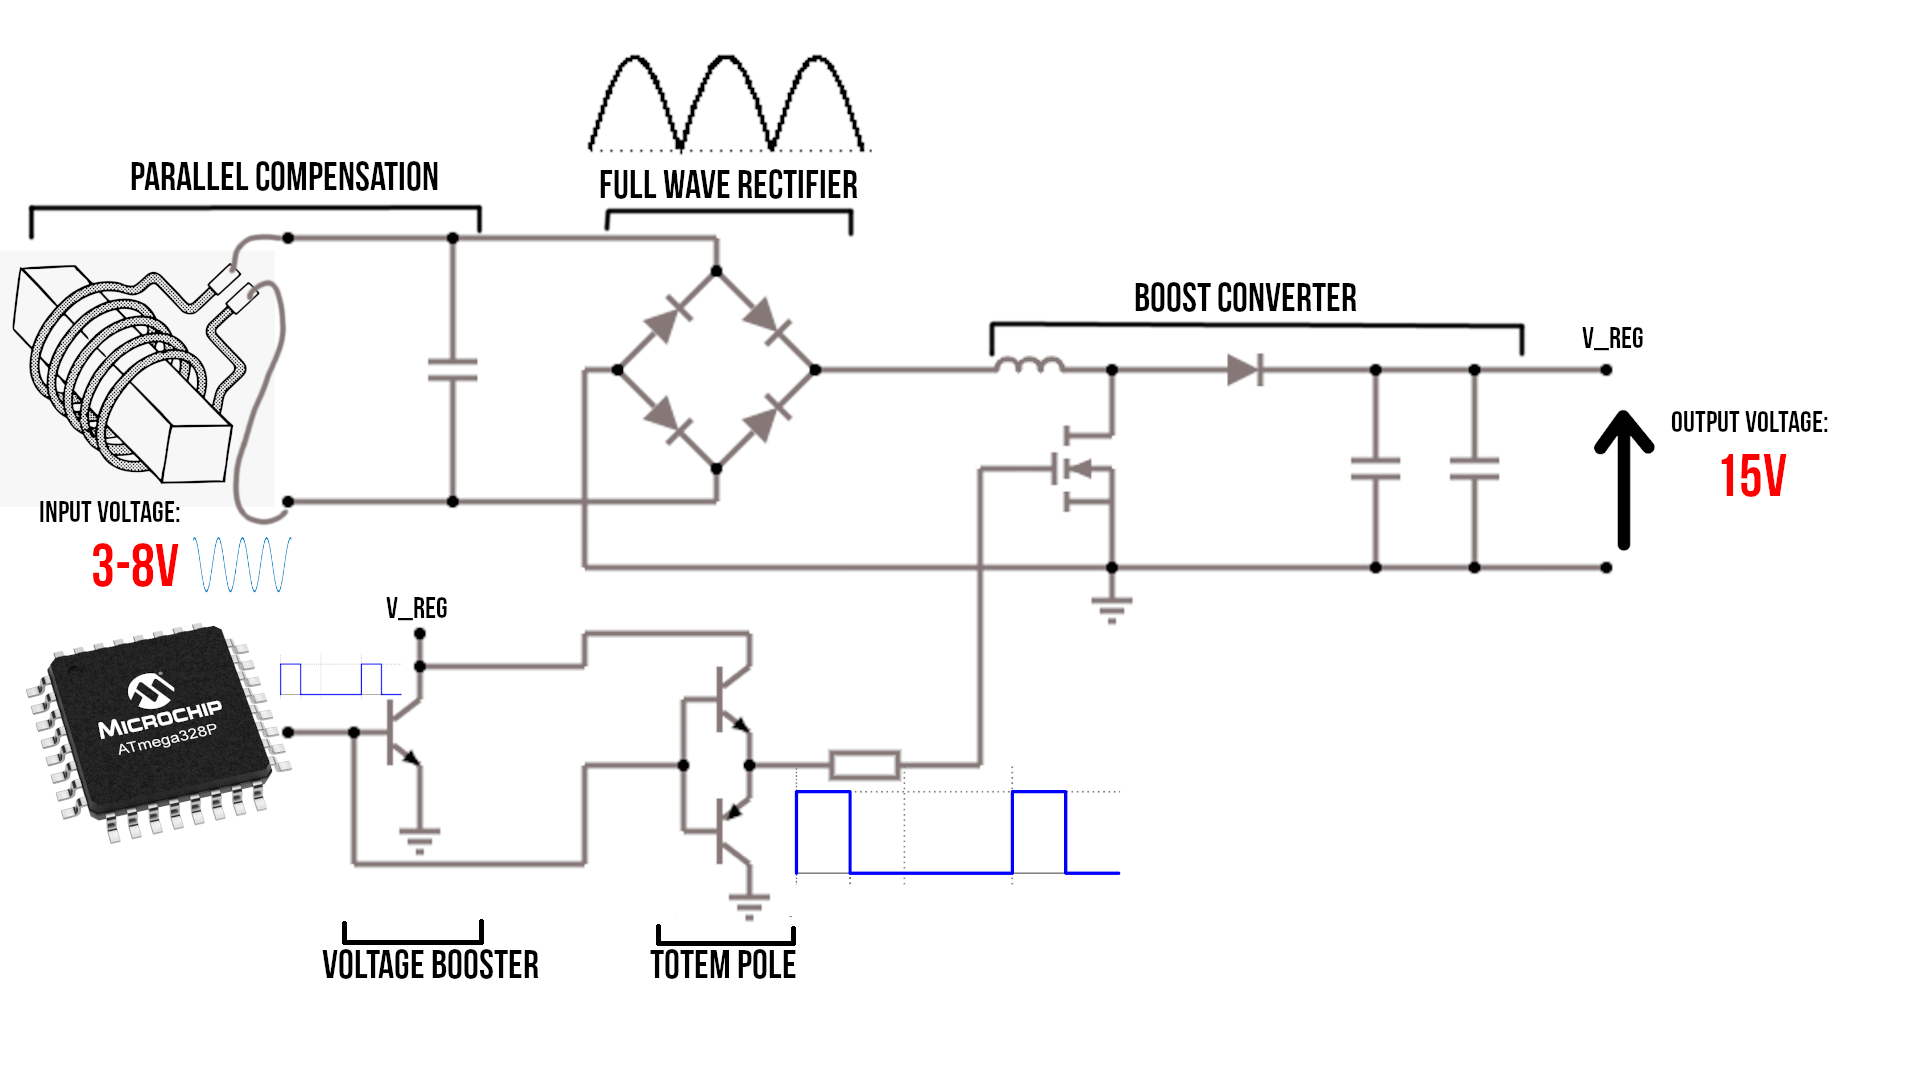 PARALLEL COMPENSATION
FULL WAVE RECTIFIER
BOOST CONVERTER
V_REG
OUTPUT VOLTAGE:
15V
INPUT VOLTAGE:
3-8V
V_REG
MICROCHIP
ATmega328P
VOLTAGE BOOSTER
TOTEM POLE